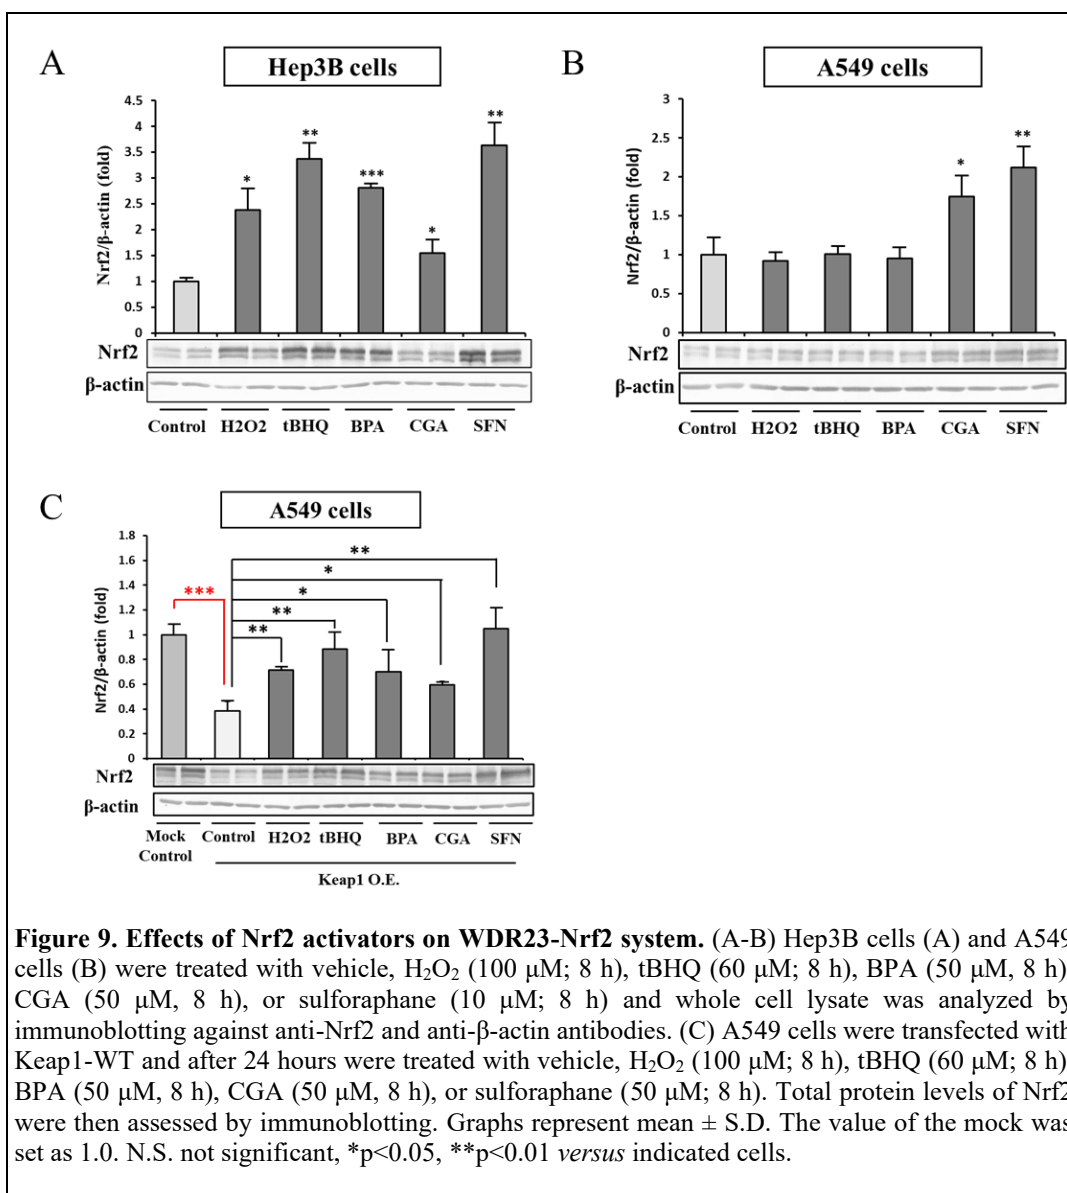 A
Hep3B cells
Nrf2/β-actin (fold)
4.5
4
3.5
3
2.5
2
1.5
1
0.5
0
*
**
***
*
**
Nrf2
β-actin
Control H2O2 tBHQ BPA CGA SFN
B
A549 cells
Nrf2/β-actin (fold)
3
2.5
2
1.5
1
0.5
0
*
**
Nrf2
β-actin
Control H2O2 tBHQ BPA CGA SFN
C
A549 cells
Nrf2/β-actin (fold)
1.8
1.6
1.4
1.2
1
0.8
0.6
0.4
0.2
0
**
*
*
**
**
***
Nrf2
β-actin
Mock Control H2O2 tBHQ BPA CGA SFN
Control
Keap1 O.E.
Figure 9. Effects of Nrf2 activators on WDR23-Nrf2 system. (A-B) Hep3B cells (A) and A549
cells (B) were treated with vehicle, H₂O₂ (100 μM; 8 h), tBHQ (60 μM; 8 h), BPA (50 μM, 8 h)
CGA (50 μM, 8 h), or sulforaphane (10 μM; 8 h) and whole cell lysate was analyzed by
immunoblotting against anti-Nrf2 and anti-β-actin antibodies. (C) A549 cells were transfected with
Keap1-WT and after 24 hours were treated with vehicle, H₂O₂ (100 μM; 8 h), tBHQ (60 μM; 8 h)
BPA (50 μM, 8 h), CGA (50 μM, 8 h), or sulforaphane (50 μM; 8 h). Total protein levels of Nrf2
were then assessed by immunoblotting. Graphs represent mean ± S.D. The value of the mock was
set as 1.0. N.S. not significant, *p<0.05, **p<0.01 versus indicated cells.